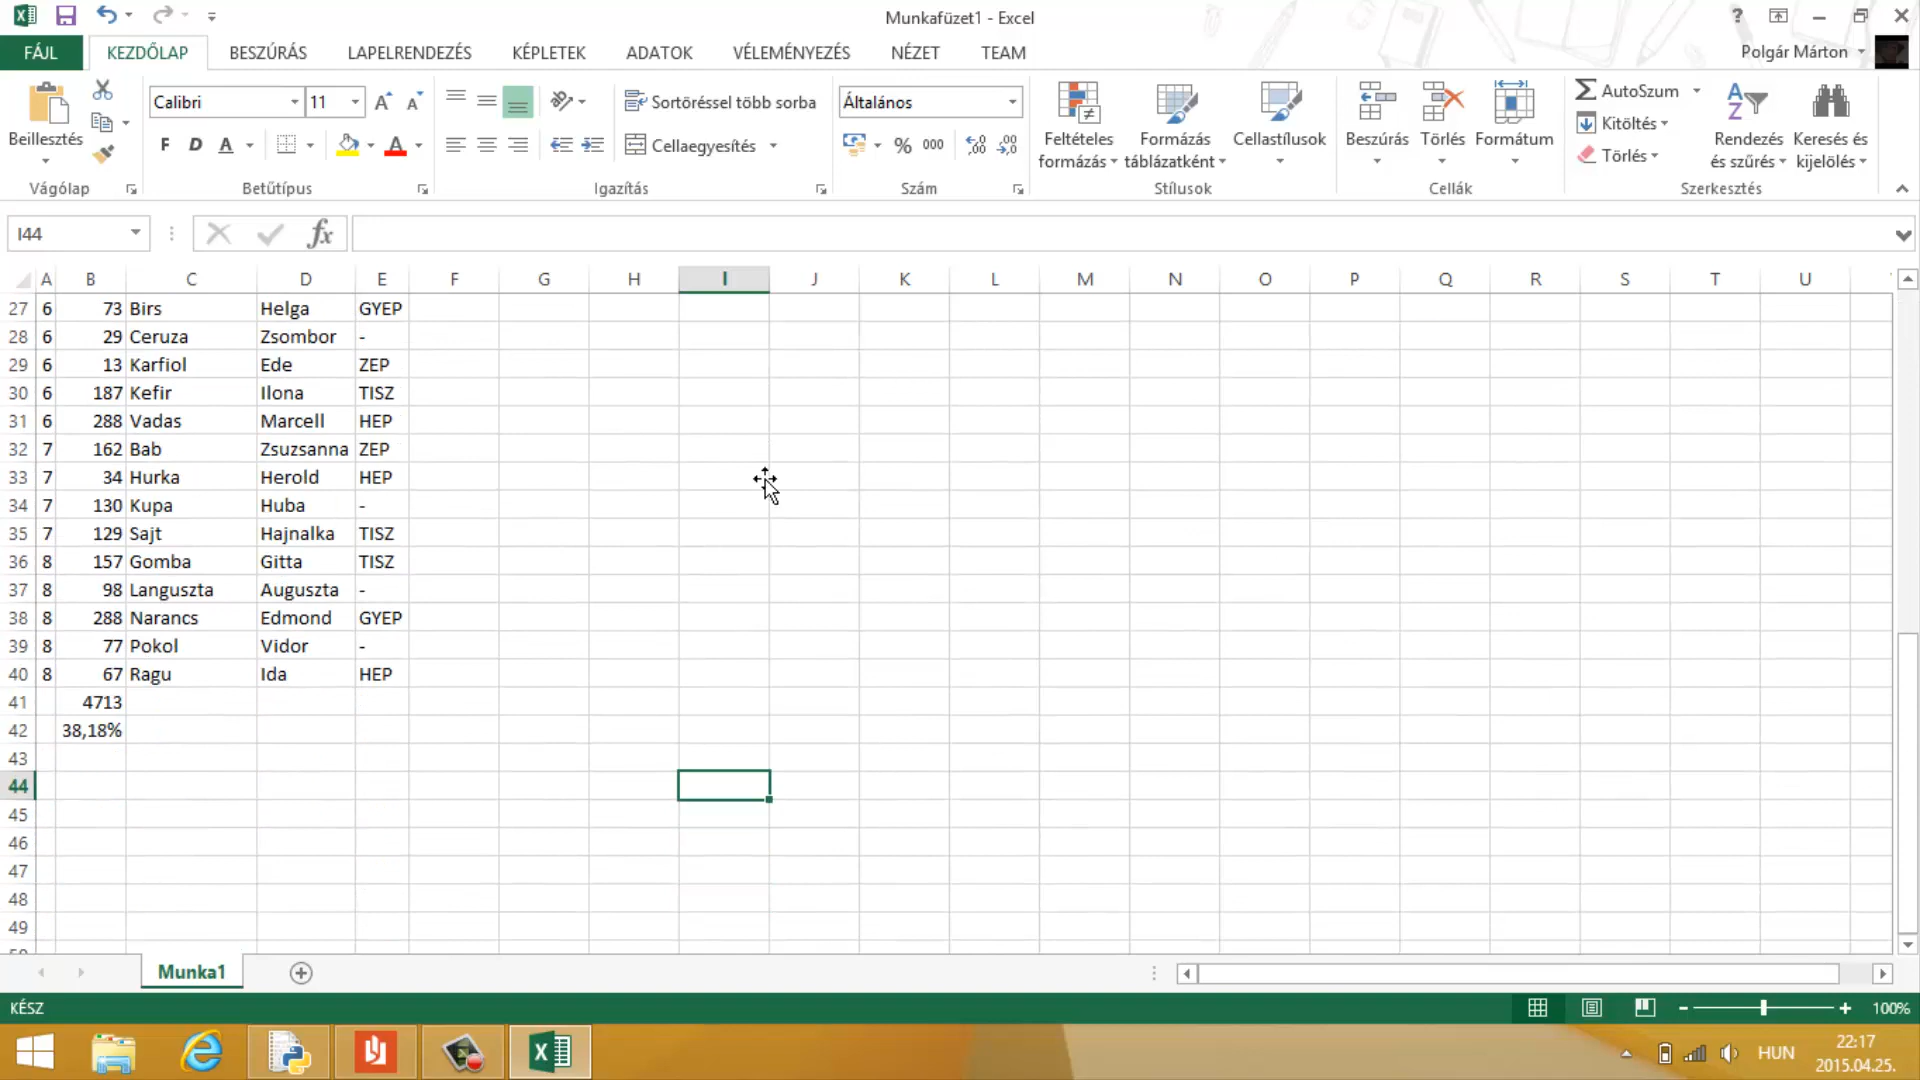 Munkafüzet1 - Excel
FÁJL KEZDŐLAP BESZÚRÁS LAPELRENDEZÉS KÉPLETEK ADATOK VÉLEMÉNYEZÉS NÉZET TEAM Polgár Márton
Beillesztés
Vágólap
Calibri 11
F D A
Betűtípus
Sortöréssel több sorba
Cellaegyesítés
Igazítás
Általános
% 000
Szám
Feltételes formázás
Formázás táblázatként
Cellastílusok
Stílusok
Beszúrás Törlés Formátum
Cellák
AutoSzum
Kitöltés
Törlés
Rendezés és szűrés
Keresés és kijelölés
Szerkesztés
I44 fx
A B C D E F G H I J K L M N O P Q R S T U
27 6 73 Birs Helga GYEP
28 6 29 Ceruza Zsombor -
29 6 13 Karfiol Ede ZEP
30 6 187 Kefir Ilona TISZ
31 6 288 Vadas Marcell HEP
32 7 162 Bab Zsuzsanna ZEP
33 7 34 Hurka Herold HEP
34 7 130 Kupa Huba -
35 7 129 Sajt Hajnalka TISZ
36 8 157 Gomba Gitta TISZ
37 8 98 Languszta Auguszta -
38 8 288 Narancs Edmond GYEP
39 8 77 Pokol Vidor -
40 8 67 Ragu Ida HEP
41 4713
42 38,18%
43
44
45
46
47
48
49
Munka1
KÉSZ 100%
HUN 22:17
2015.04.25.